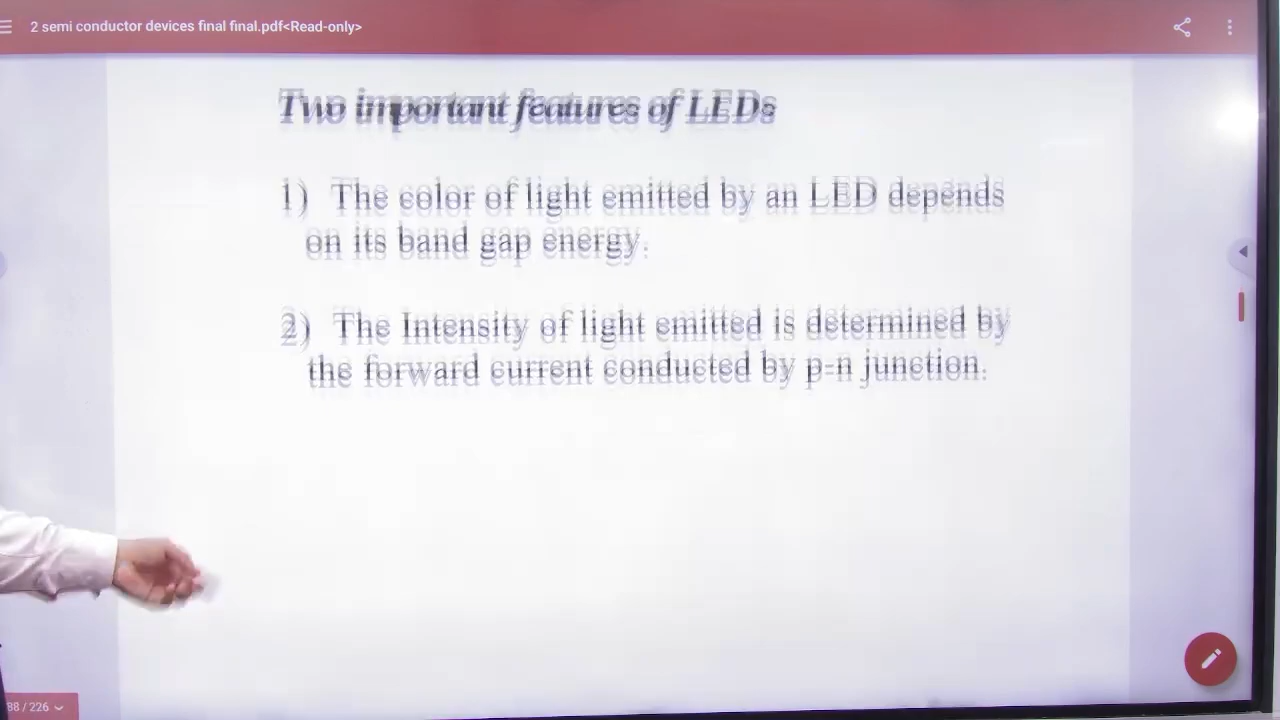 2 semi conductor devices final final.pdf<Read-only>
Two important features of LEDs
1) The color of light emitted by an LED depends
on its band gap energy.
2) The Intensity of light emitted is determined by
the forward current conducted by p-n junction.
/ 226